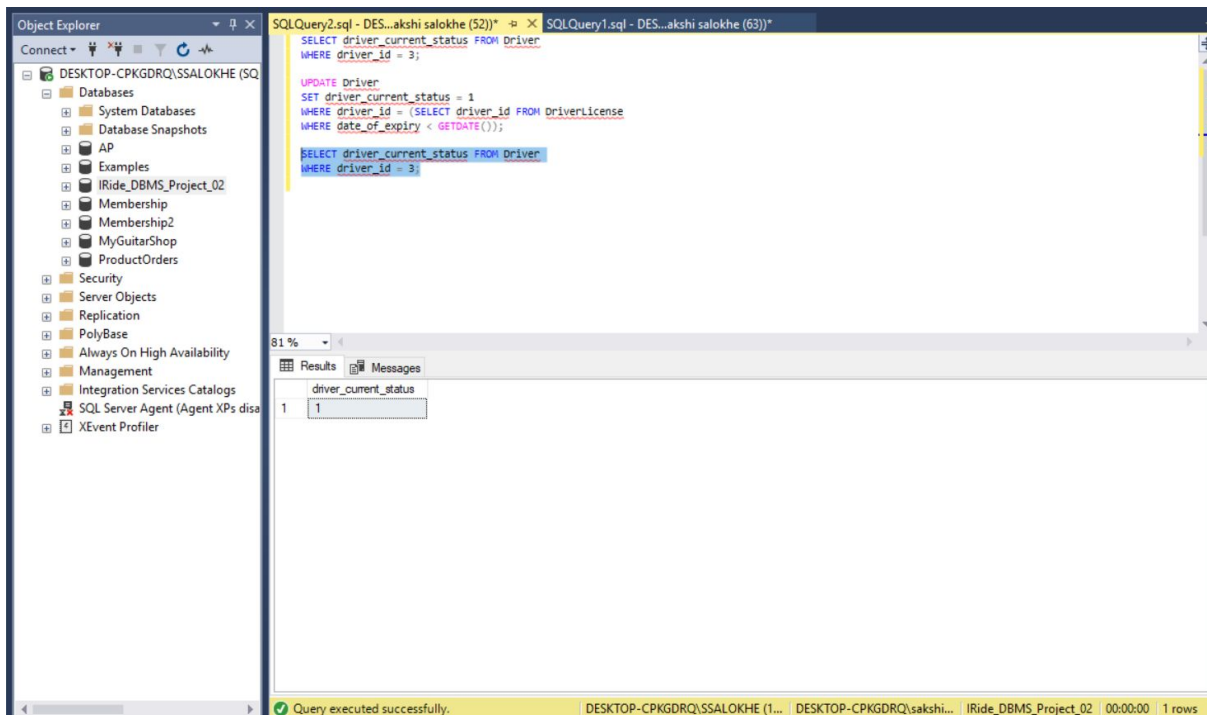 Object Explorer
Connect
DESKTOP-CPKGDRQ\SSALOKHE (SQ
Databases
System Databases
Database Snapshots
AP
Examples
IRide_DBMS_Project_02
Membership
Membership2
MyGuitarShop
ProductOrders
Security
Server Objects
Replication
PolyBase
Always On High Availability
Management
Integration Services Catalogs
SQL Server Agent (Agent XPs disa
XEvent Profiler
SQLQuery2.sql - DES...akshi salokhe (52))* SQLQuery1.sql - DES...akshi salokhe (63))*
SELECT driver_current_status FROM Driver
WHERE driver_id = 3;
UPDATE Driver
SET driver_current_status = 1
WHERE driver_id = (SELECT driver_id FROM DriverLicense
WHERE date_of_expiry < GETDATE());
SELECT driver_current_status FROM Driver
WHERE driver_id = 3;
81 %
Results Messages
driver_current_status
1 1
Query executed successfully. DESKTOP-CPKGDRQ\SSALOKHE (1... DESKTOP-CPKGDRQ\sakshi... IRide_DBMS_Project_02 00:00:00 1 rows